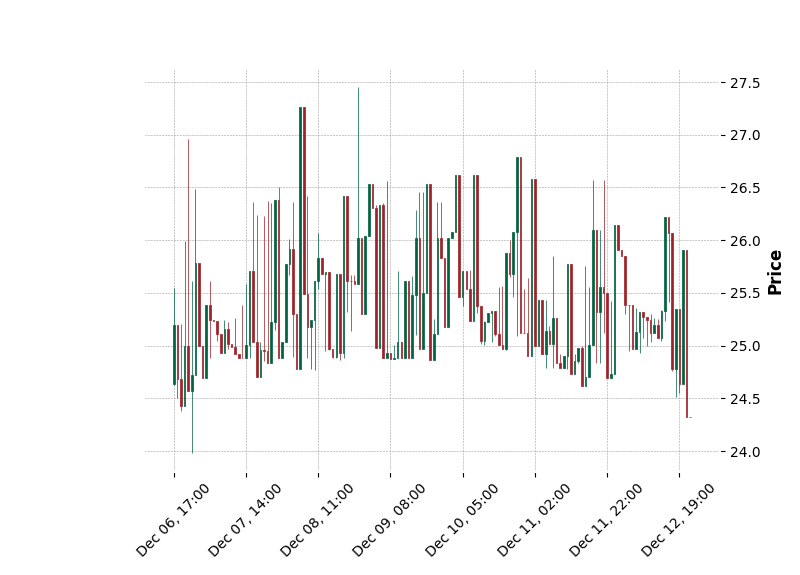 27.5
27.0
26.5
26.0
25.5
25.0
24.5
24.0
Price
Dec 06, 17:00
Dec 07, 14:00
Dec 08, 11:00
Dec 09, 08:00
Dec 10, 05:00
Dec 11, 02:00
Dec 11, 22:00
Dec 12, 19:00